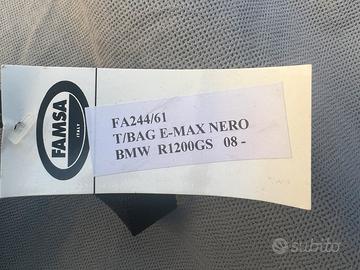 FAMSA
ITALY
FA244/61
T/BAG E-MAX NERO
BMW R1200GS 08 -
subito